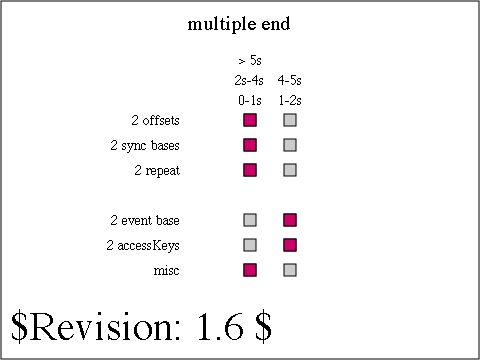 multiple end
> 5s
2s-4s 4-5s
0-1s 1-2s
2 offsets
2 sync bases
2 repeat
2 event base
2 accessKeys
misc
$Revision: 1.6 $